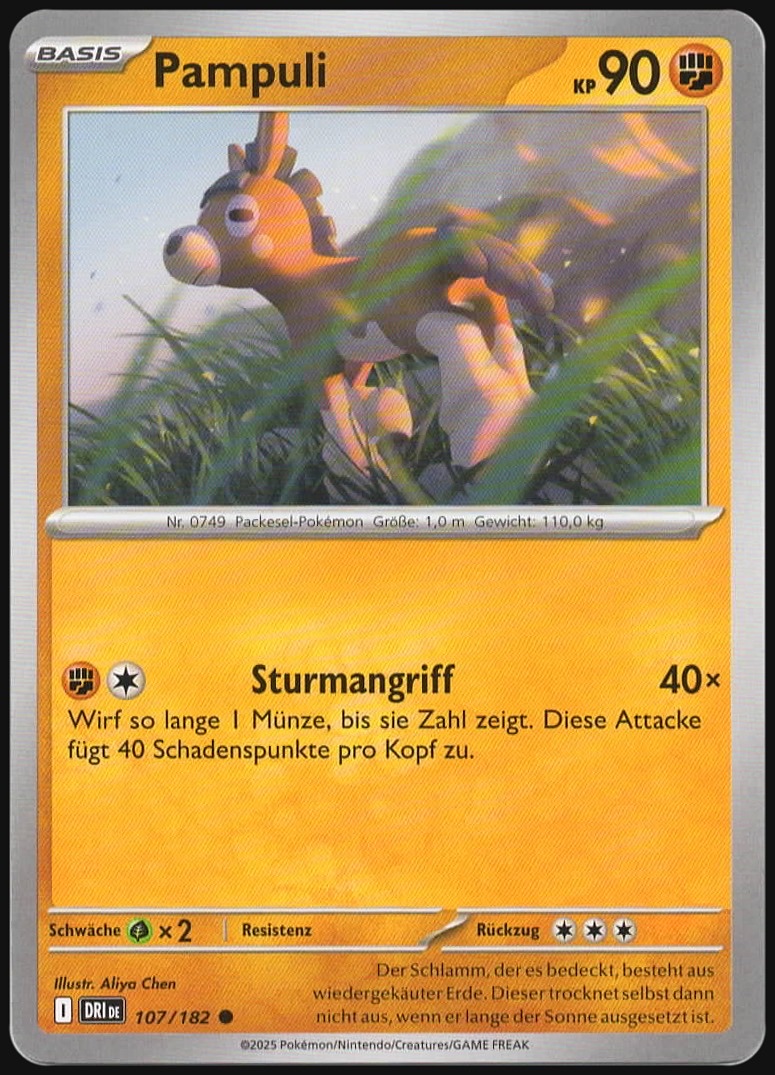 BASIS
Pampuli
KP 90
Nr. 0749 Packesel-Pokémon Größe: 1,0 m Gewicht: 110,0 kg
Sturmangriff 40×
Wirf so lange 1 Münze, bis sie Zahl zeigt. Diese Attacke
fügt 40 Schadenspunkte pro Kopf zu.
Schwäche ×2 Resistenz Rückzug
Illustr. Aliya Chen
Der Schlamm, der es bedeckt, besteht aus
wiedergekäuter Erde. Dieser trocknet selbst dann
nicht aus, wenn er lange der Sonne ausgesetzt ist.
I DRI DE 107/182
©2025 Pokémon/Nintendo/Creatures/GAME FREAK